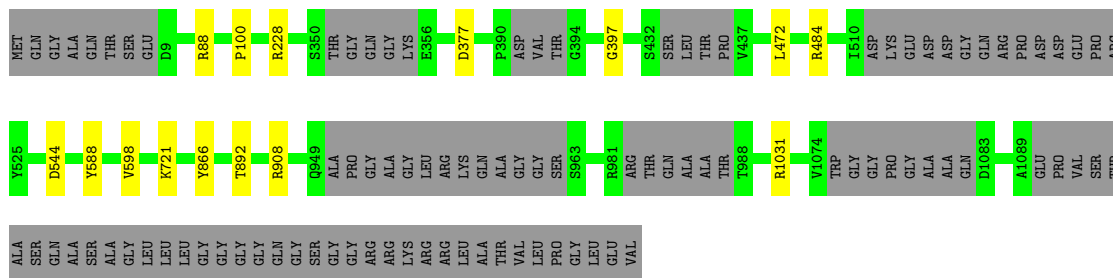 MET GLN GLY ALA GLN THR SER GLU D9 R88 P100 R228 S350 THR GLY GLN GLY LYS E356 D377 P390 ASP VAL THR G394 G397 S432 SER LEU THR PRO V437 L472 R484 I510 ASP LYS GLU ASP ASP GLY GLN ARG PRO ASP ASP GLU PRO
Y525 D544 Y588 V598 K721 Y866 T892 R908 Q949 ALA PRO GLY ALA GLY LEU ARG LYS GLN ALA GLY GLY SER S963 R981 ARG THR GLN ALA ALA THR T988 R1031 V1074 TRP GLY GLY PRO GLY ALA ALA GLN D1083 A1089 GLU PRO VAL SER
ALA SER GLN ALA SER ALA GLY LEU LEU LEU GLY GLY GLY GLY GLN GLY SER GLY GLY ARG ARG LYS ARG ARG LEU ALA THR VAL LEU PRO GLY LEU GLU VAL